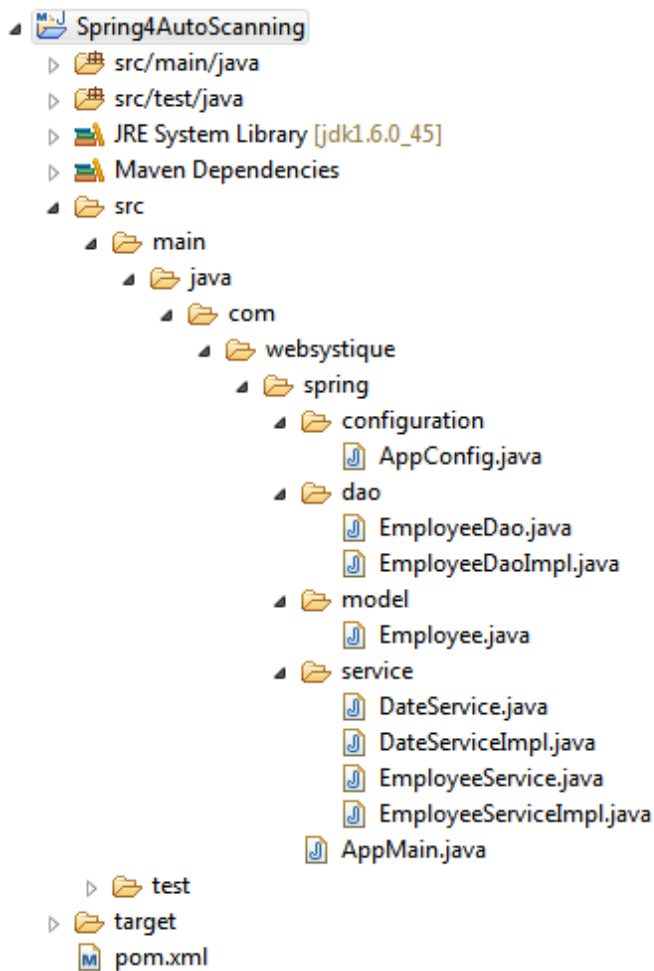 Spring4AutoScanning
src/main/java
src/test/java
JRE System Library [jdk1.6.0_45]
Maven Dependencies
src
main
java
com
websystique
spring
configuration
AppConfig.java
dao
EmployeeDao.java
EmployeeDaoImpl.java
model
Employee.java
service
DateService.java
DateServiceImpl.java
EmployeeService.java
EmployeeServiceImpl.java
AppMain.java
test
target
pom.xml